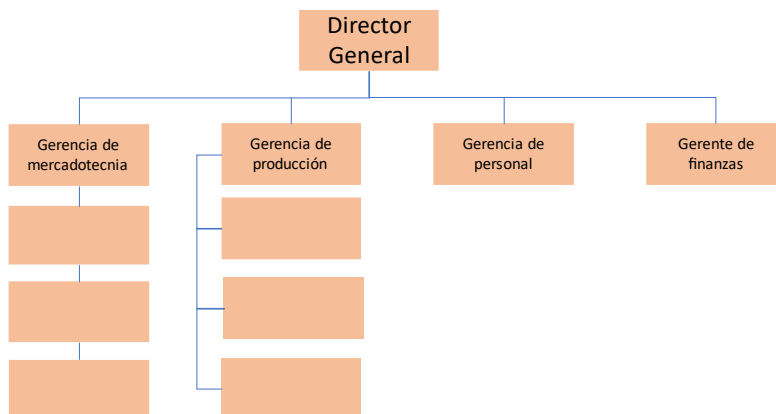 Director
General
Gerencia de
mercadotecnia
Gerencia de
producción
Gerencia de
personal
Gerente de
finanzas